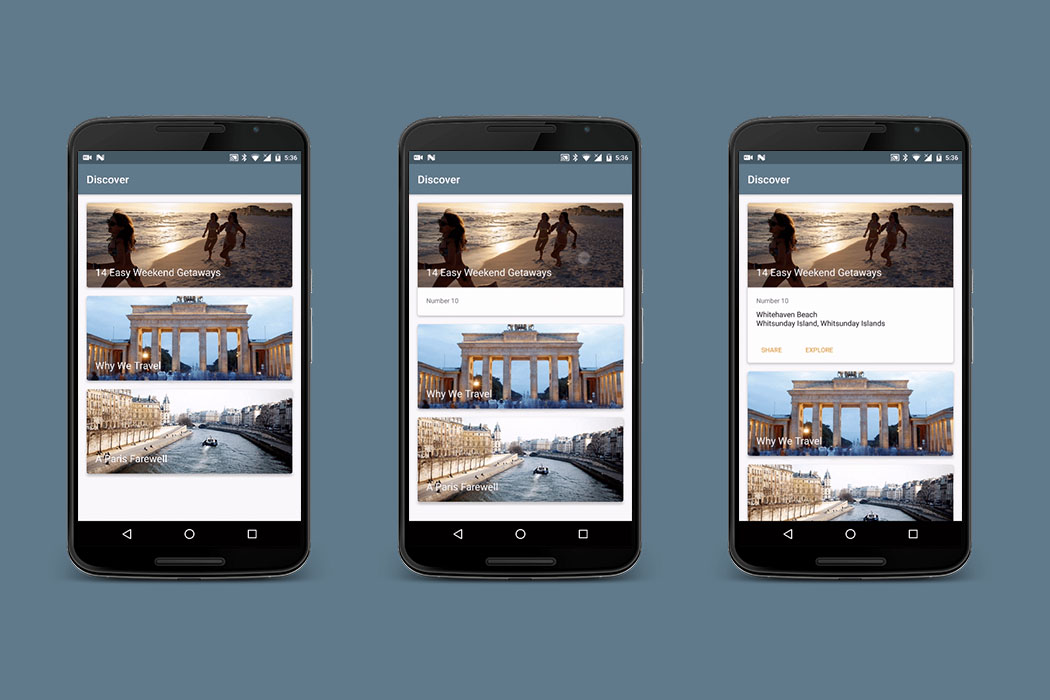 5:36
Discover
14 Easy Weekend Getaways
Why We Travel
A Paris Farewell
5:36
Discover
14 Easy Weekend Getaways
Number 10
Why We Travel
A Paris Farewell
5:36
Discover
14 Easy Weekend Getaways
Number 10
Whitehaven Beach
Whitsunday Island, Whitsunday Islands
SHARE EXPLORE
Why We Travel